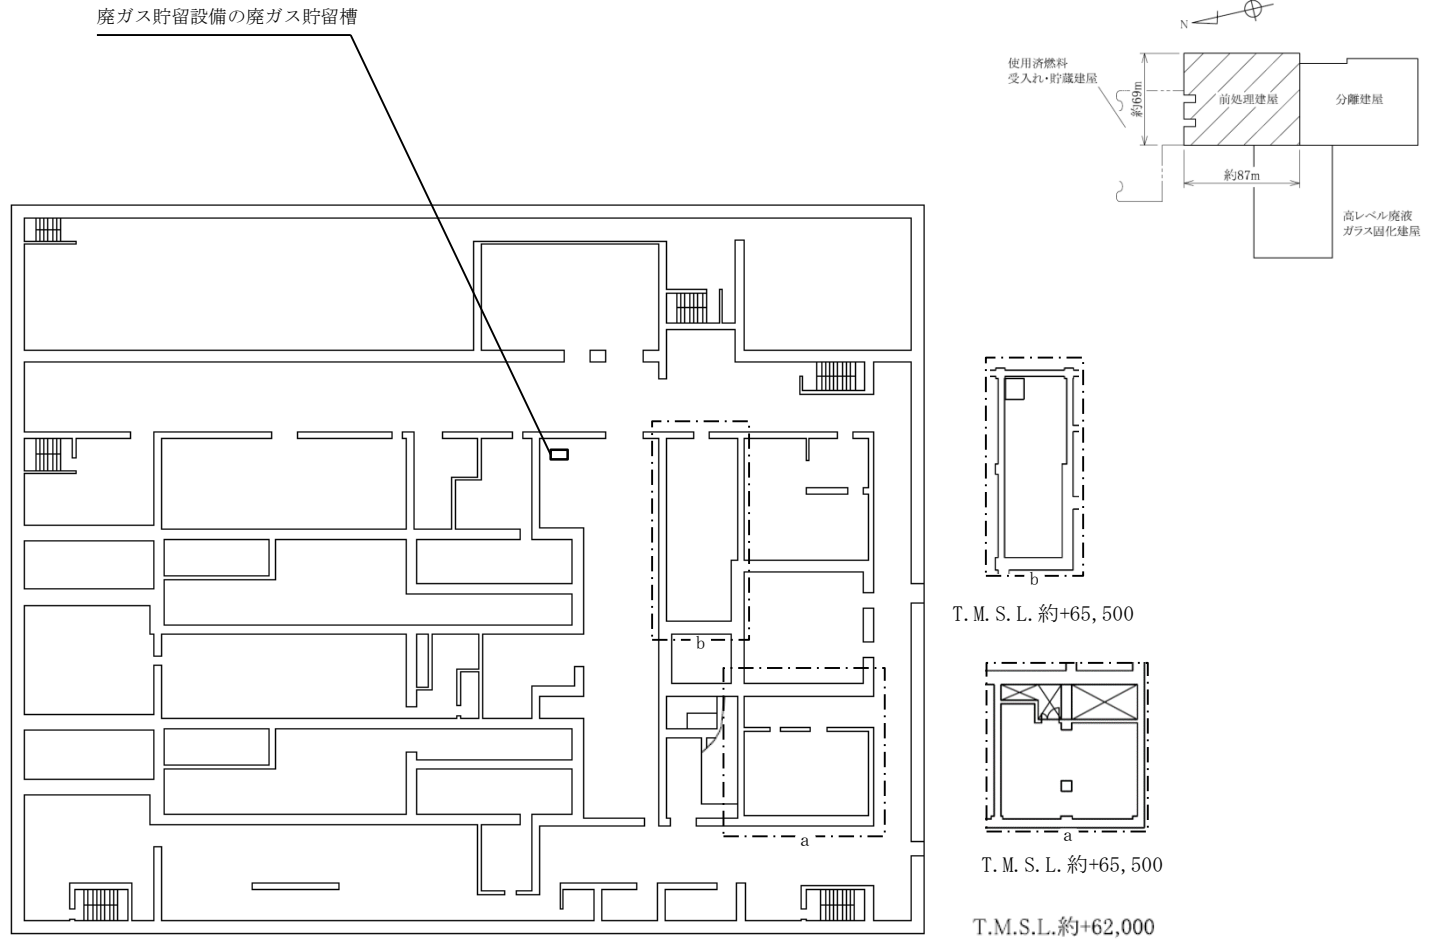 廃ガス貯留設備の廃ガス貯留槽
N
使用済燃料
受入れ・貯蔵建屋
約69m
前処理建屋
分離建屋
約87m
高レベル廃液
ガラス固化建屋
b
T.M.S.L.約+65,500
b
a
a
T.M.S.L.約+65,500
T.M.S.L.約+62,000